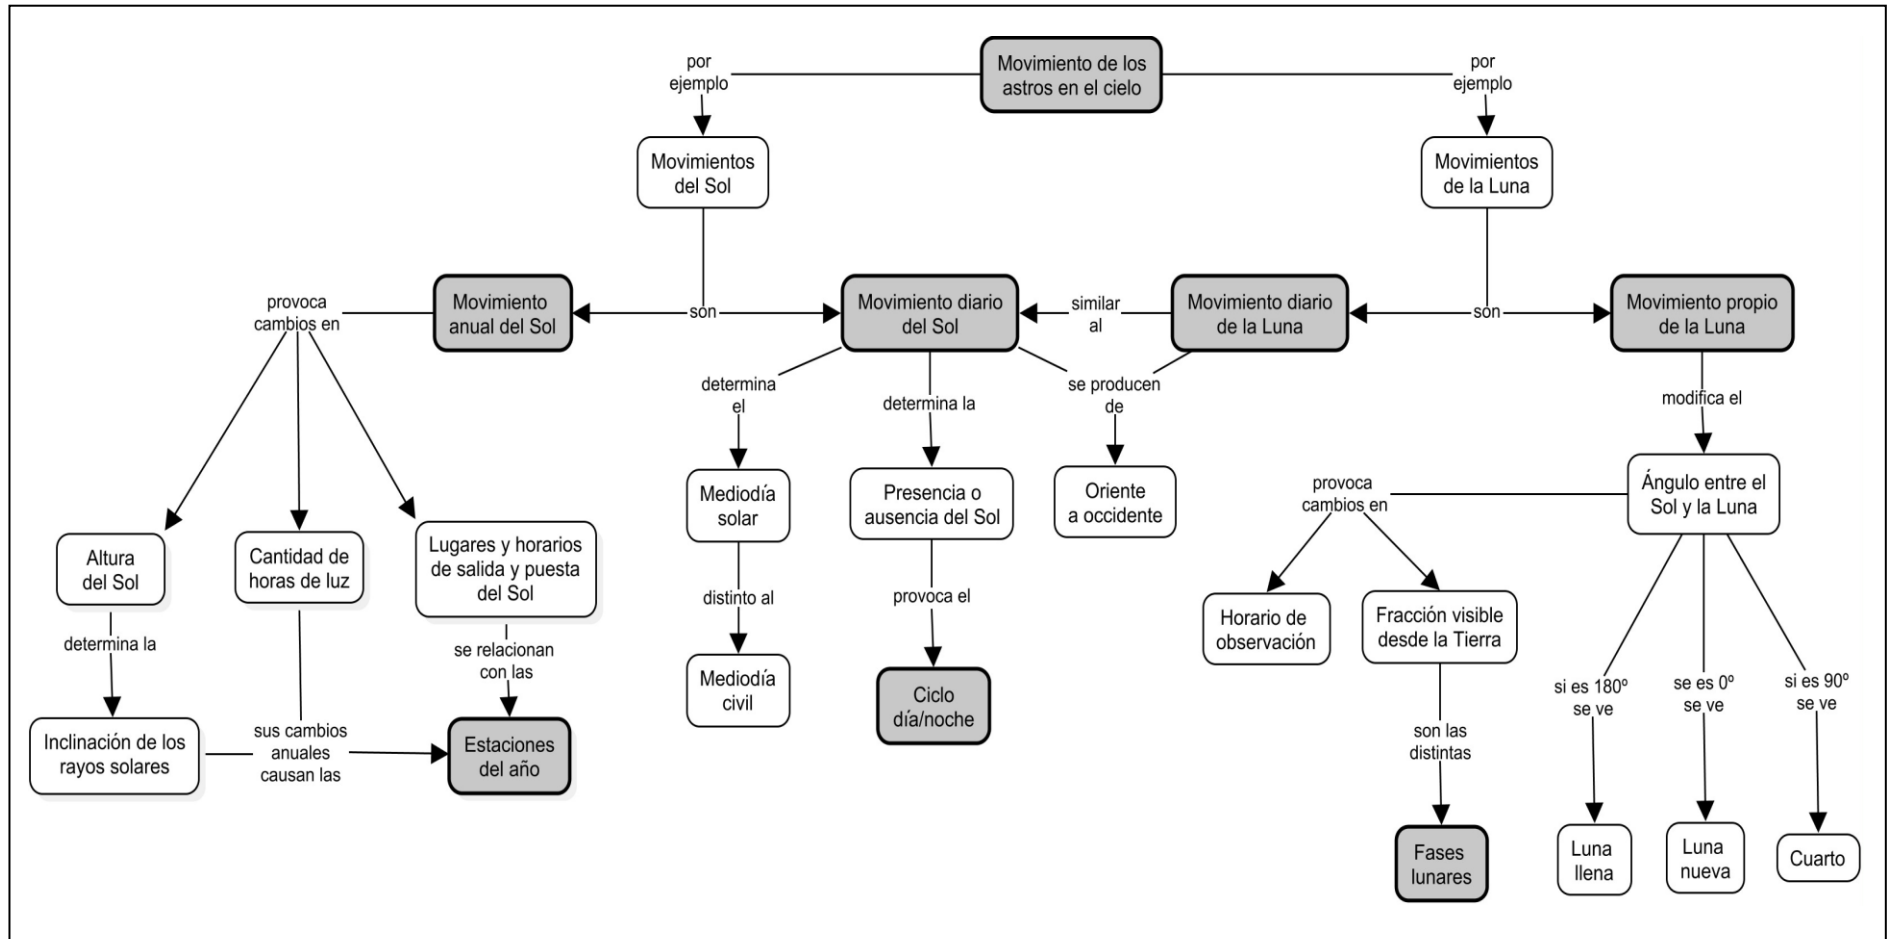 Movimiento de los
astros en el cielo
por
ejemplo
por
ejemplo
Movimientos
del Sol
Movimientos
de la Luna
provoca
cambios en
Movimiento
anual del Sol
son
Movimiento diario
del Sol
similar
al
Movimiento diario
de la Luna
son
Movimiento propio
de la Luna
determina
el
determina la
se producen
de
modifica el
Mediodía
solar
Presencia o
ausencia del Sol
Oriente
a occidente
provoca
cambios en
Ángulo entre el
Sol y la Luna
Altura
del Sol
Cantidad de
horas de luz
Lugares y horarios
de salida y puesta
del Sol
distinto al
provoca el
Horario de
observación
Fracción visible
desde la Tierra
determina la
se relacionan
con las
Mediodía
civil
Ciclo
día/noche
si es 180º
se ve
se es 0º
se ve
si es 90º
se ve
Inclinación de los
rayos solares
sus cambios
anuales
causan las
Estaciones
del año
son las
distintas
Fases
lunares
Luna
llena
Luna
nueva
Cuarto